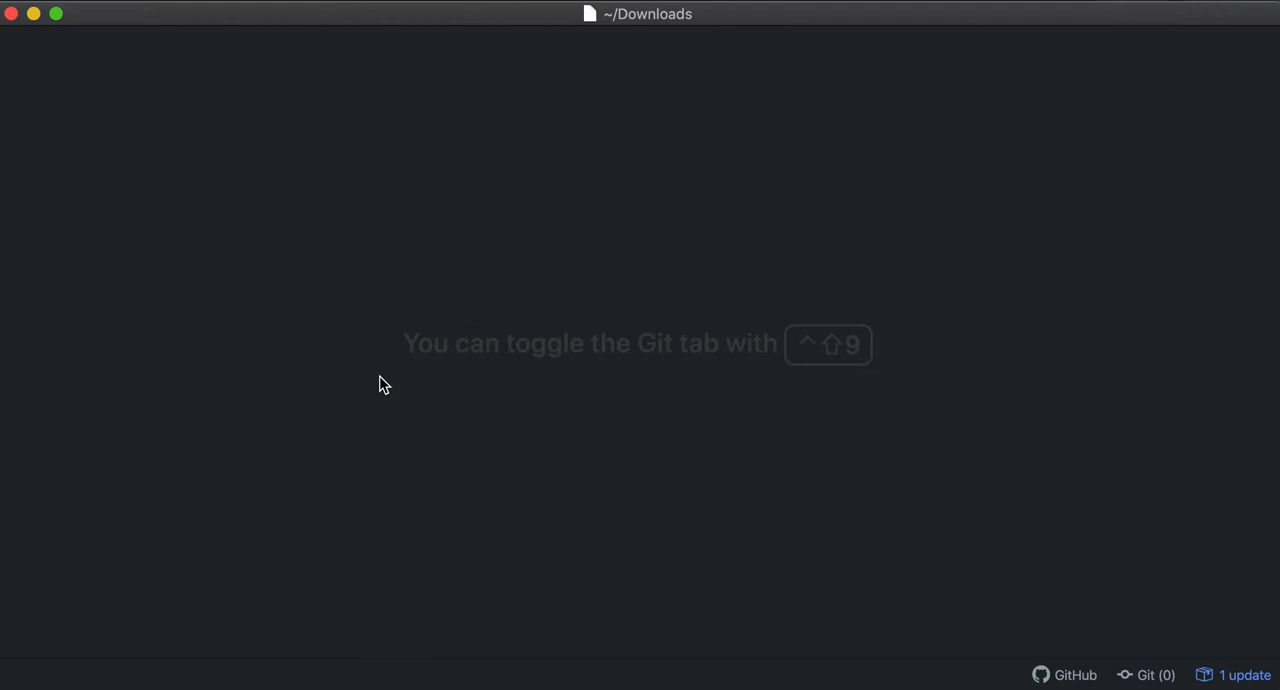 ~/Downloads
You can toggle the Git tab with ^⇧9
GitHub
Git (0)
1 update